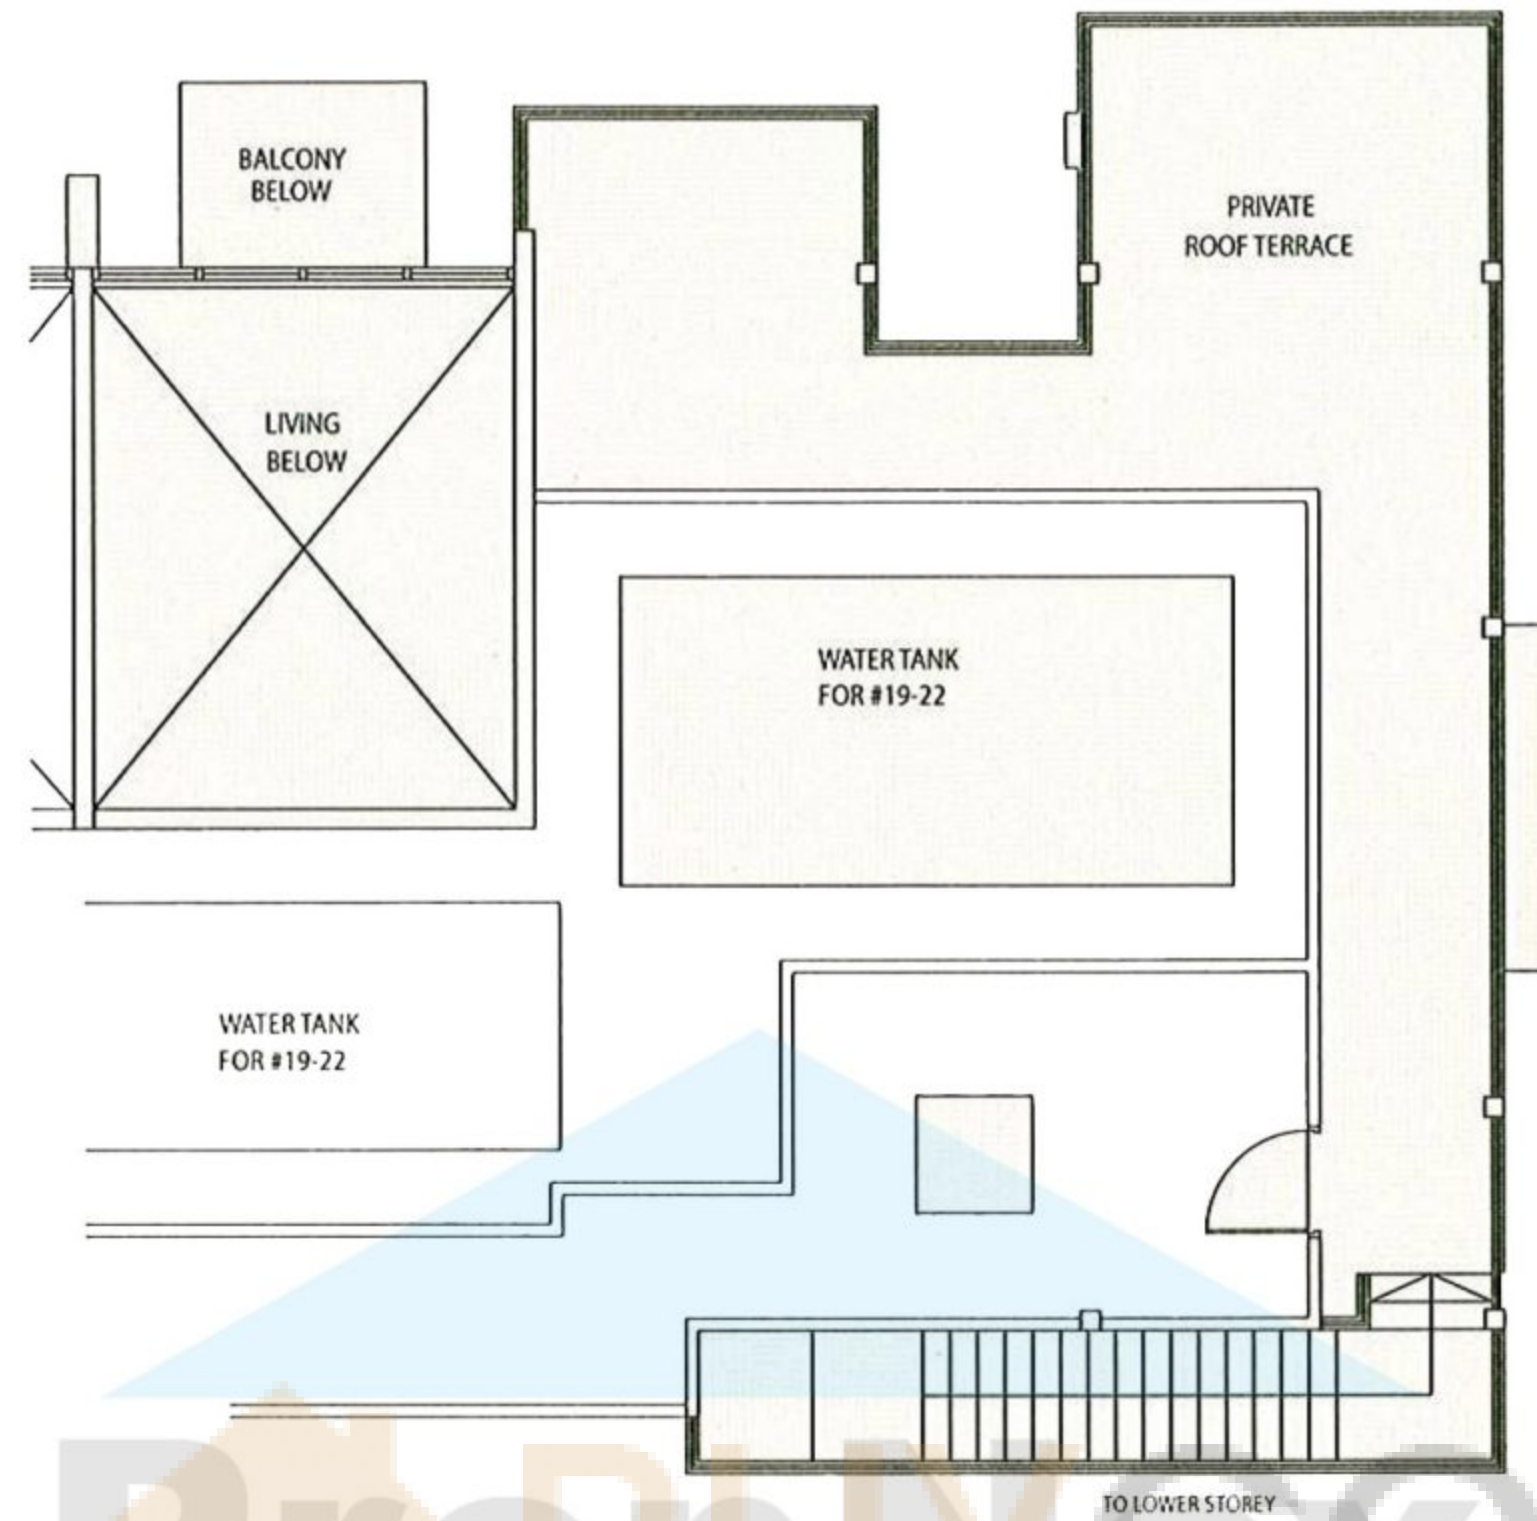 BALCONY
BELOW
PRIVATE
ROOF TERRACE
LIVING
BELOW
WATER TANK
FOR #19-22
WATER TANK
FOR #19-22
TO LOWER STOREY